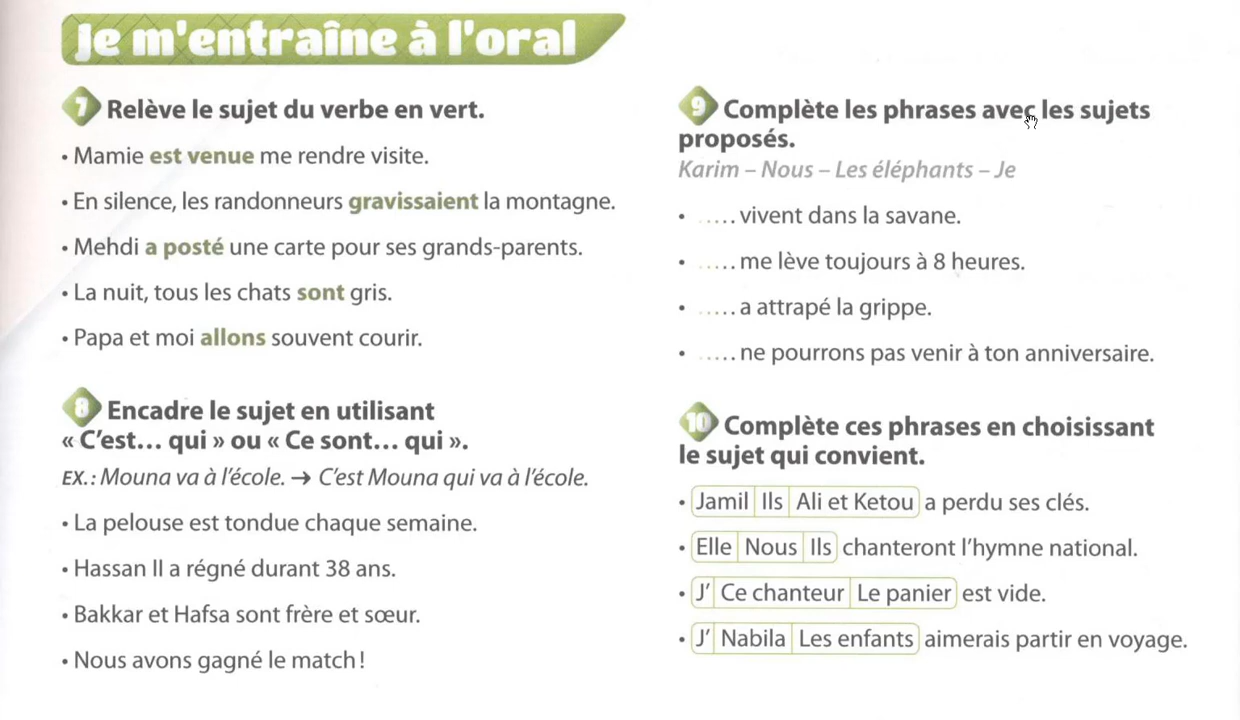 Je m'entraîne à l'oral
7 Relève le sujet du verbe en vert.
• Mamie est venue me rendre visite.
• En silence, les randonneurs gravissaient la montagne.
• Mehdi a posté une carte pour ses grands-parents.
• La nuit, tous les chats sont gris.
• Papa et moi allons souvent courir.
8 Encadre le sujet en utilisant
« C'est... qui » ou « Ce sont... qui ».
EX. : Mouna va à l'école. → C'est Mouna qui va à l'école.
• La pelouse est tondue chaque semaine.
• Hassan II a régné durant 38 ans.
• Bakkar et Hafsa sont frère et sœur.
• Nous avons gagné le match !
9 Complète les phrases avec les sujets
proposés.
Karim – Nous – Les éléphants – Je
• ..... vivent dans la savane.
• ..... me lève toujours à 8 heures.
• ..... a attrapé la grippe.
• ..... ne pourrons pas venir à ton anniversaire.
10 Complète ces phrases en choisissant
le sujet qui convient.
• Jamil Ils Ali et Ketou a perdu ses clés.
• Elle Nous Ils chanteront l'hymne national.
• J' Ce chanteur Le panier est vide.
• J' Nabila Les enfants aimerais partir en voyage.